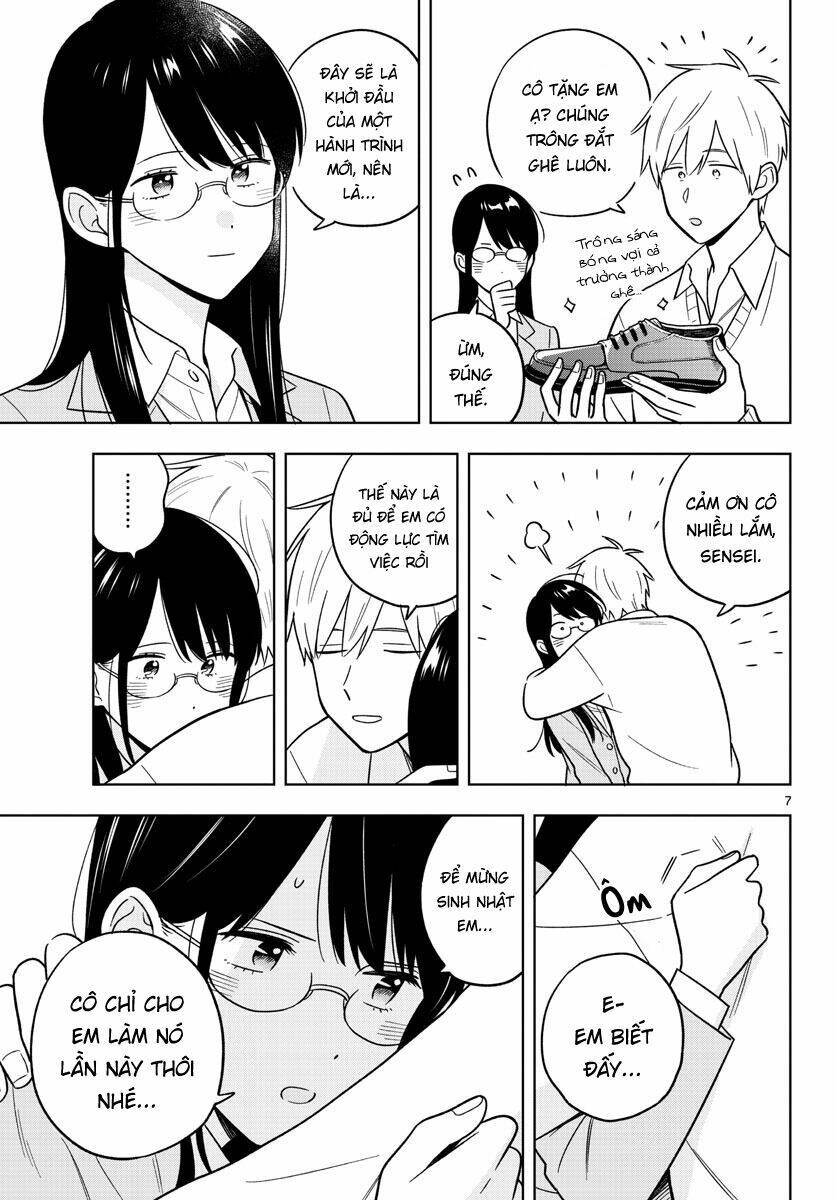 CÔ TẶNG EM
Ạ? CHÚNG
TRÔNG ĐẮT
GHÊ LUÔN.
Trông sáng
bóng vợi cả
trưởng thành
ghê...
ỪM,
ĐÚNG
THẾ.
ĐÂY SẼ LÀ
KHỞI ĐẦU
CỦA MỘT
HÀNH TRÌNH
MỚI, NÊN
LÀ...
CẢM ƠN CÔ
NHIỀU LẮM,
SENSEI.
THẾ NÀY LÀ
ĐỦ ĐỂ EM CÓ
ĐỘNG LỰC TÌM
VIỆC RỒI
.........
7
Ôm
E-
EM BIẾT
ĐẤY...
ĐỂ MỪNG
SINH NHẬT
EM...
CÔ CHỈ CHO
EM LÀM NÓ
LẦN NÀY THÔI
NHÉ...